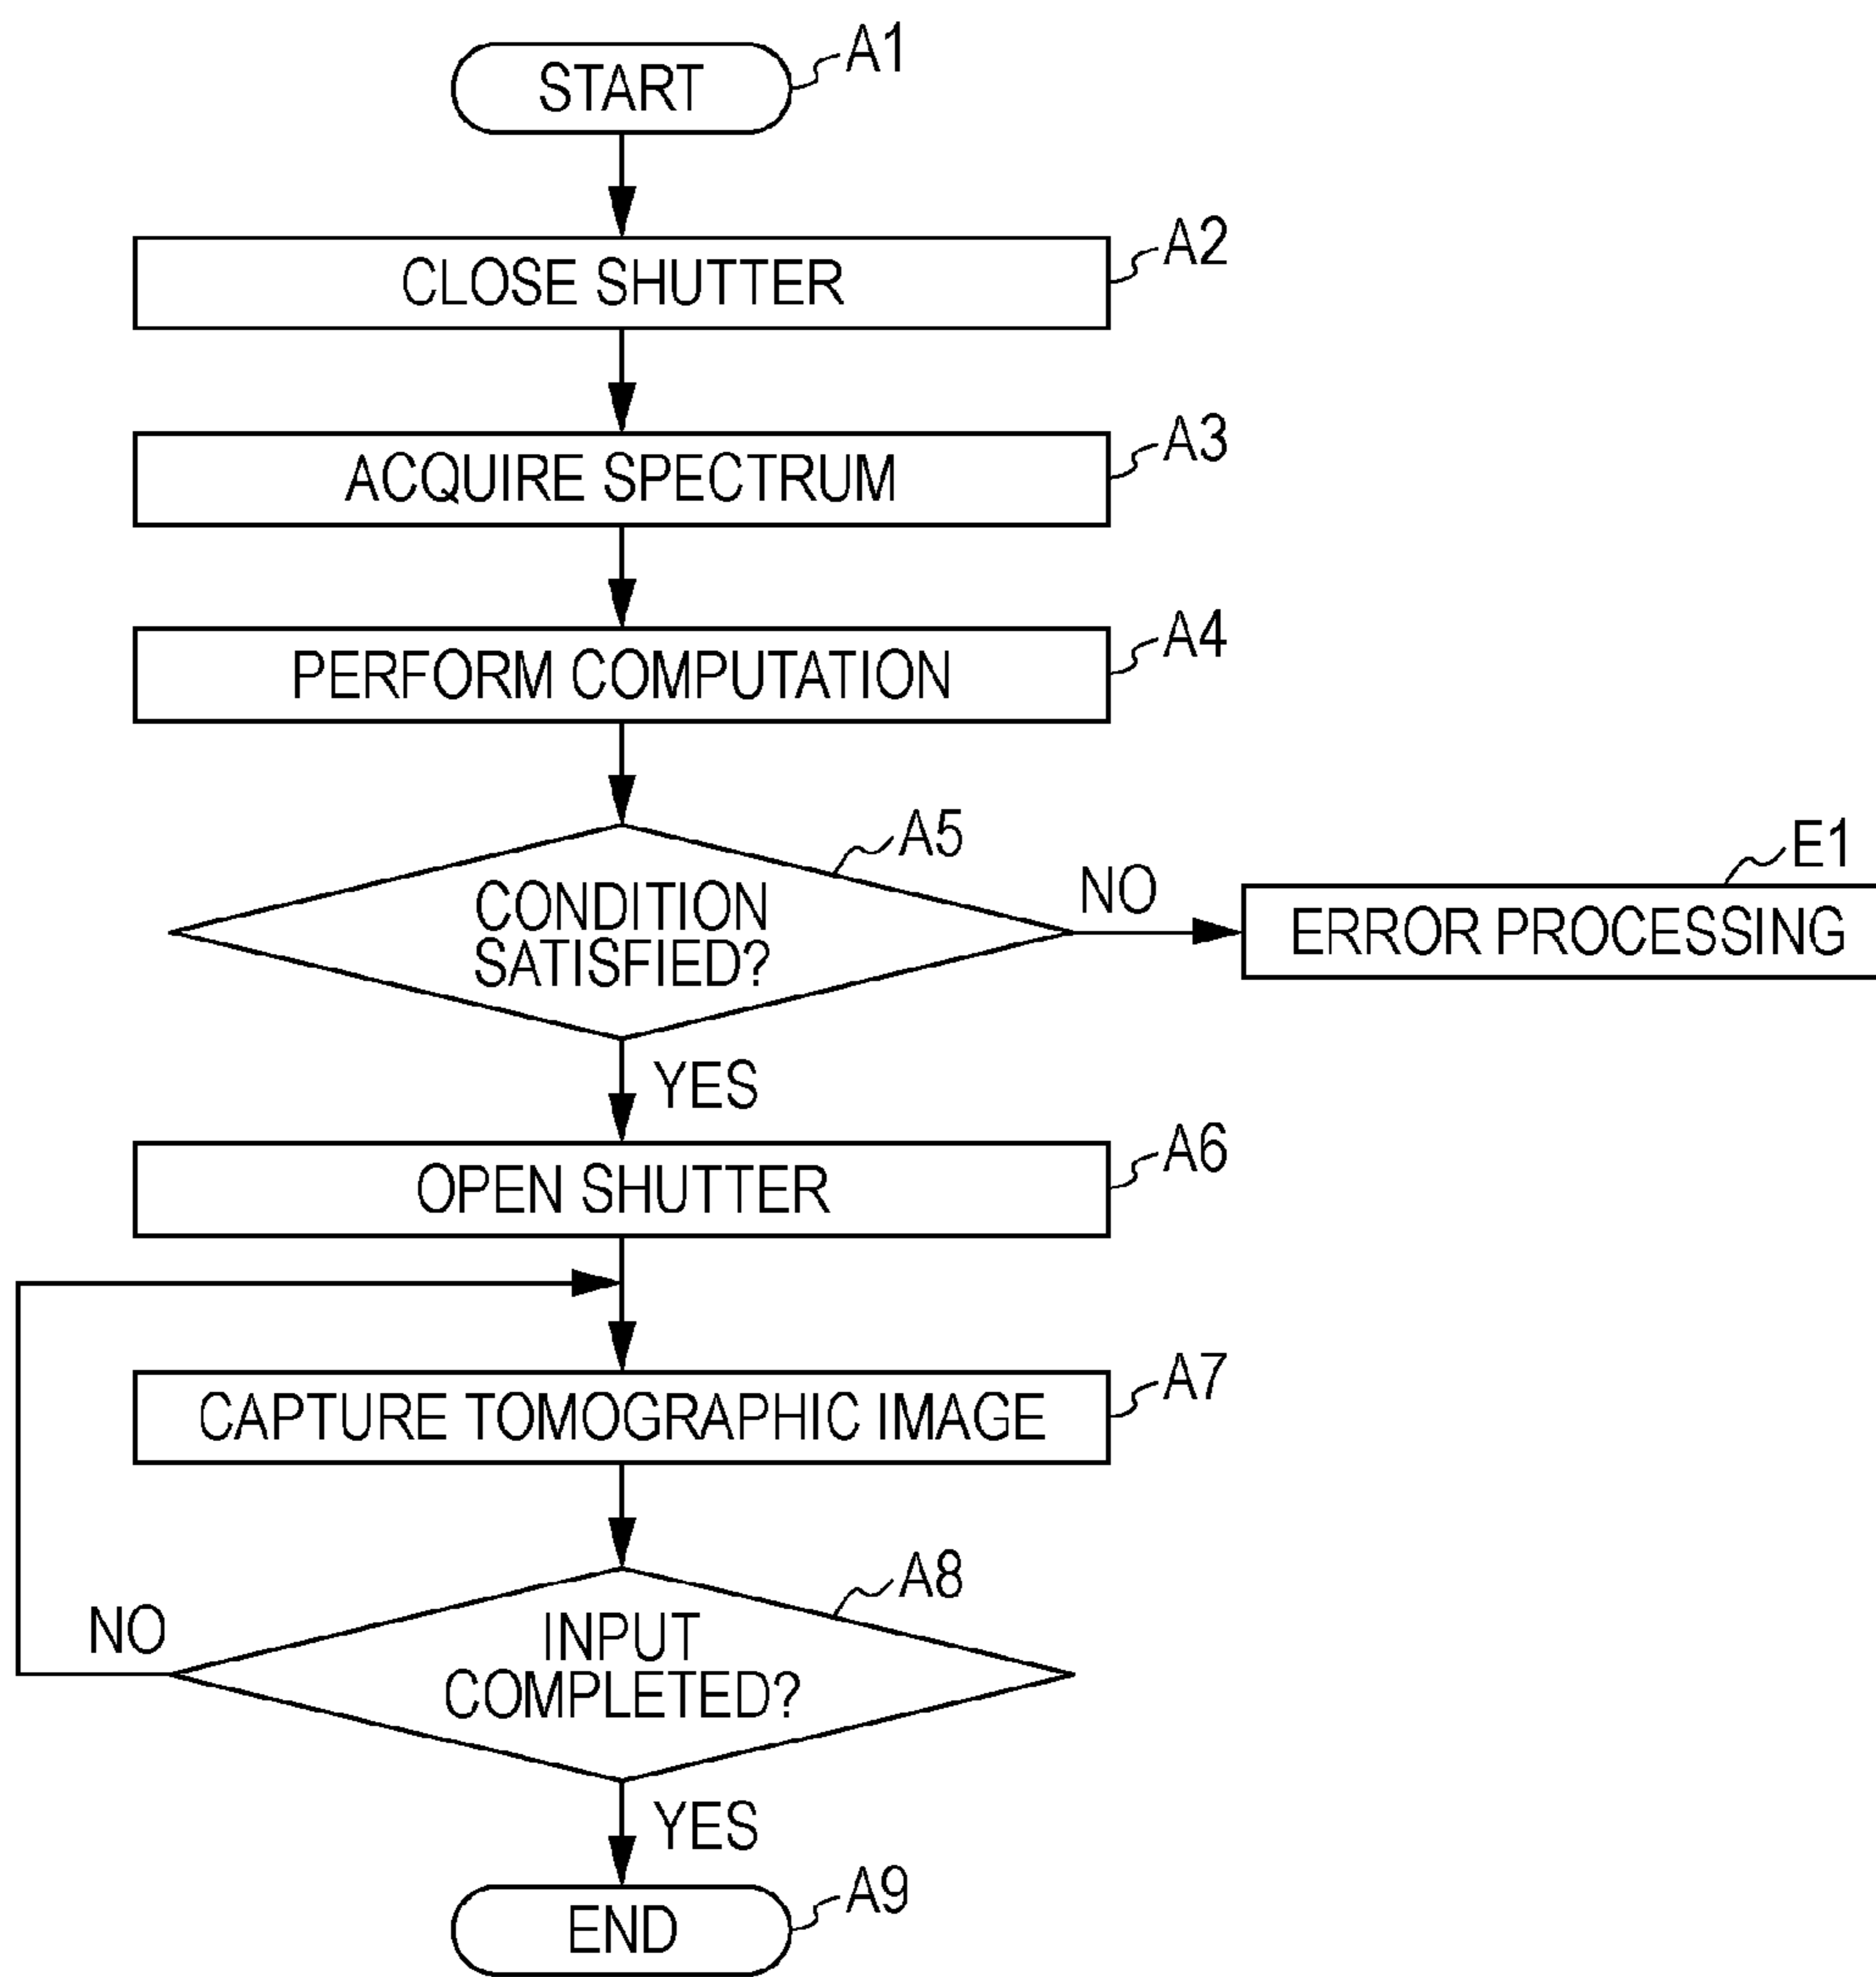 START
A1
CLOSE SHUTTER
A2
ACQUIRE SPECTRUM
A3
PERFORM COMPUTATION
A4
A5
CONDITION
SATISFIED?
NO
E1
ERROR PROCESSING
YES
OPEN SHUTTER
A6
CAPTURE TOMOGRAPHIC IMAGE
A7
A8
INPUT
COMPLETED?
NO
YES
END
A9